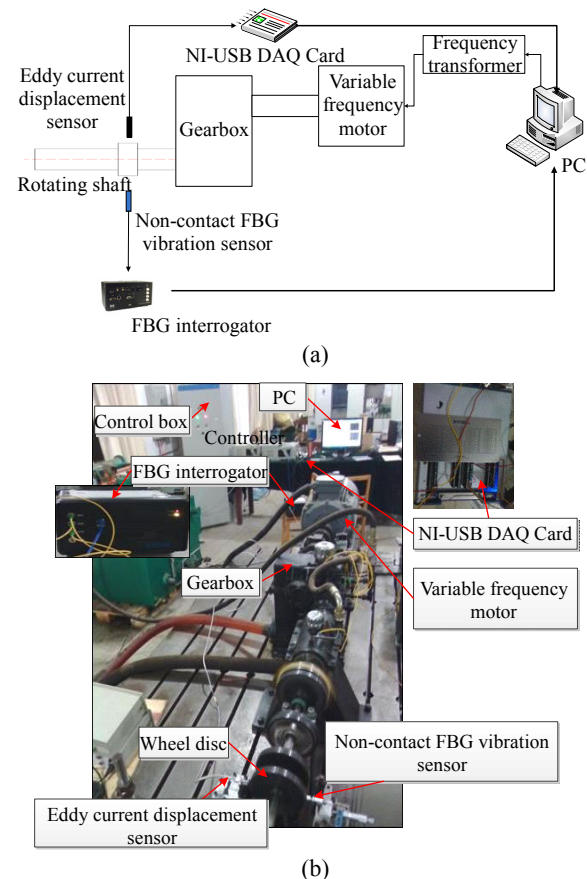 NI-USB DAQ Card
Frequency
transformer
Eddy current
displacement
sensor
Variable
frequency
motor
Gearbox
PC
Rotating shaft
Non-contact FBG
vibration sensor
FBG interrogator
(a)
PC
Control box
Controller
FBG interrogator
NI-USB DAQ Card
Gearbox
Variable frequency
motor
Wheel disc
Non-contact FBG vibration
sensor
Eddy current displacement
sensor
(b)